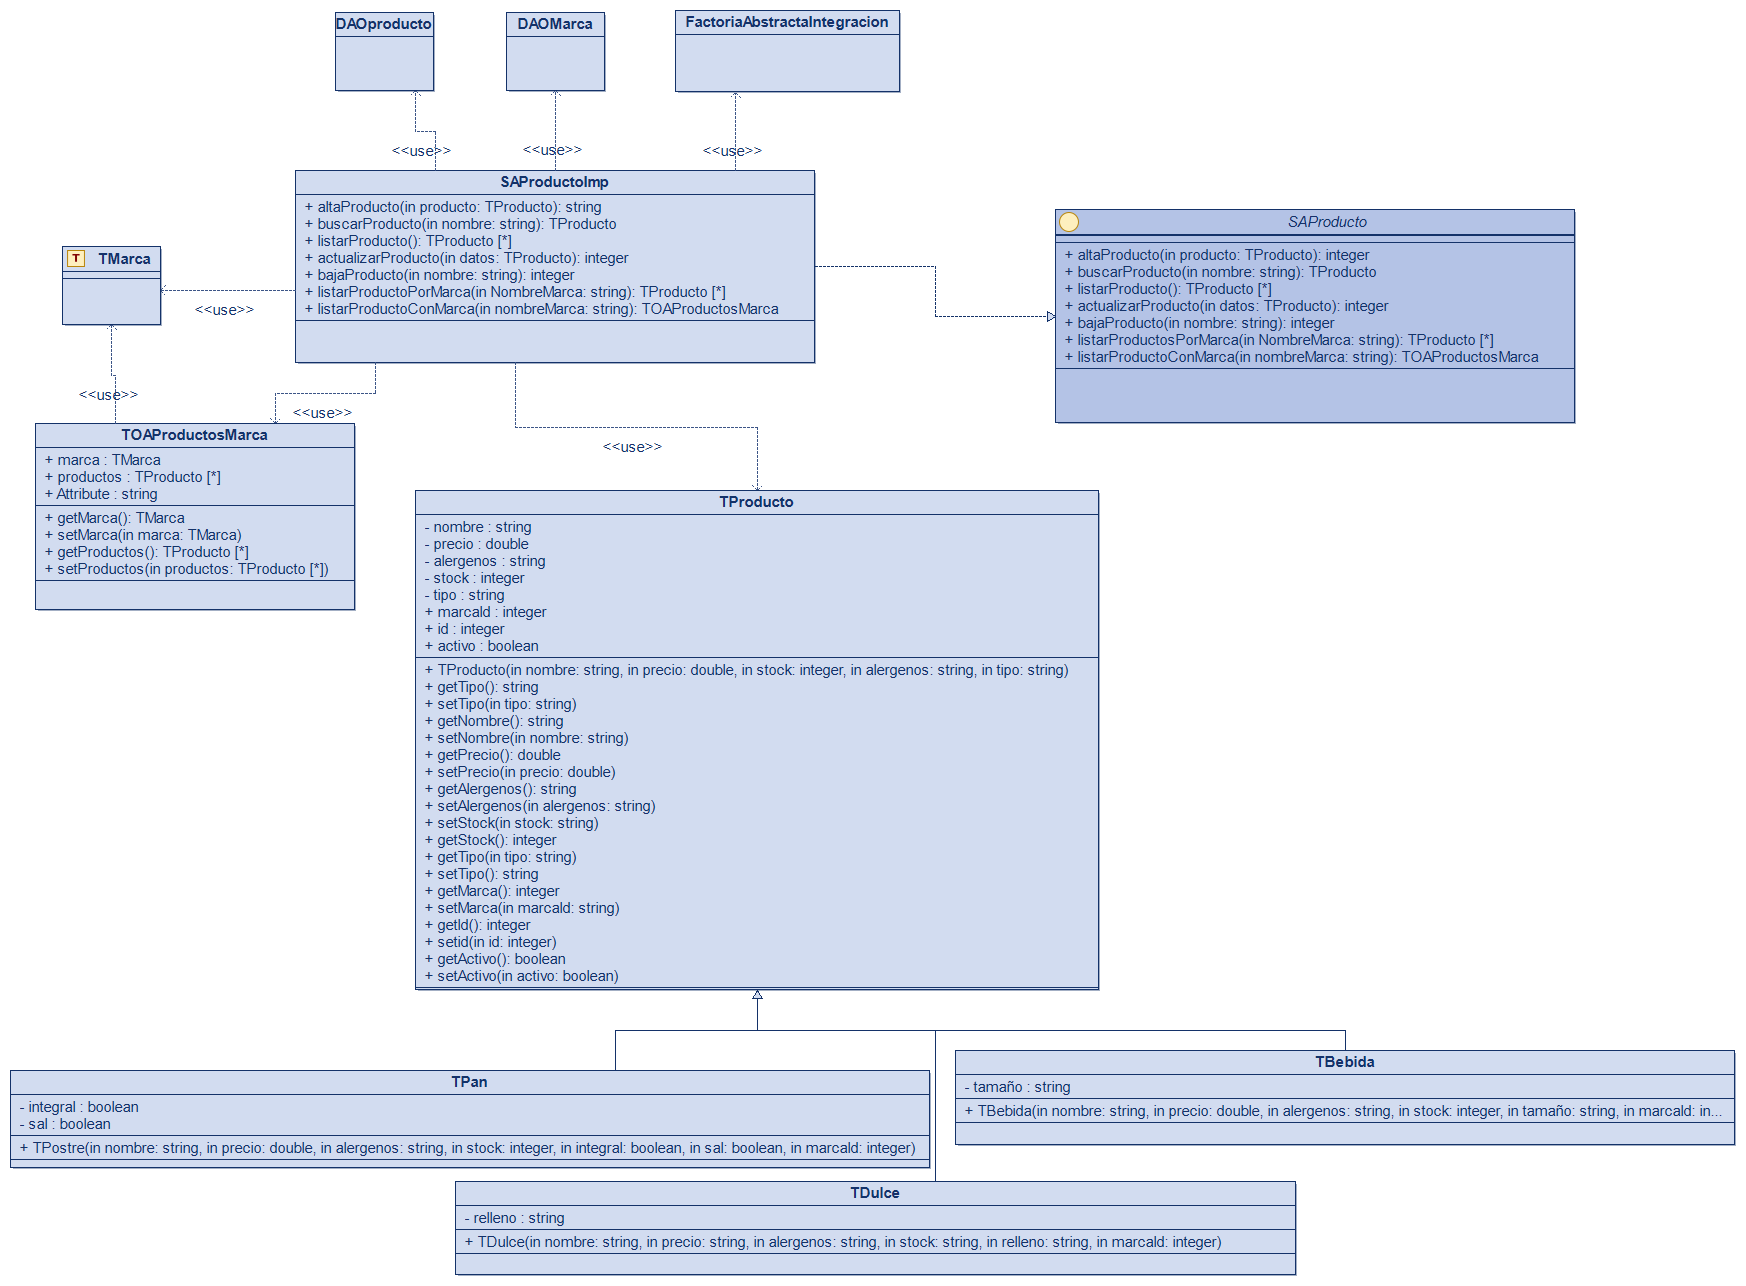 DAOproducto
DAOMarca
FactoriaAbstractaIntegracion
<<use>>
<<use>>
<<use>>
SAProductoImp
+ altaProducto(in producto: TProducto): string
+ buscarProducto(in nombre: string): TProducto
+ listarProducto(): TProducto [*]
+ actualizarProducto(in datos: TProducto): integer
+ bajaProducto(in nombre: string): integer
+ listarProductoPorMarca(in NombreMarca: string): TProducto [*]
+ listarProductoConMarca(in nombreMarca: string): TOAProductosMarca
SAProducto
+ altaProducto(in producto: TProducto): integer
+ buscarProducto(in nombre: string): TProducto
+ listarProducto(): TProducto [*]
+ actualizarProducto(in datos: TProducto): integer
+ bajaProducto(in nombre: string): integer
+ listarProductosPorMarca(in NombreMarca: string): TProducto [*]
+ listarProductoConMarca(in nombreMarca: string): TOAProductosMarca
T TMarca
<<use>>
<<use>>
<<use>>
<<use>>
TOAProductosMarca
+ marca : TMarca
+ productos : TProducto [*]
+ Attribute : string
+ getMarca(): TMarca
+ setMarca(in marca: TMarca)
+ getProductos(): TProducto [*]
+ setProductos(in productos: TProducto [*])
TProducto
- nombre : string
- precio : double
- alergenos : string
- stock : integer
- tipo : string
+ marcaId : integer
+ id : integer
+ activo : boolean
+ TProducto(in nombre: string, in precio: double, in stock: integer, in alergenos: string, in tipo: string)
+ getTipo(): string
+ setTipo(in tipo: string)
+ getNombre(): string
+ setNombre(in nombre: string)
+ getPrecio(): double
+ setPrecio(in precio: double)
+ getAlergenos(): string
+ setAlergenos(in alergenos: string)
+ setStock(in stock: string)
+ getStock(): integer
+ getTipo(in tipo: string)
+ setTipo(): string
+ getMarca(): integer
+ setMarca(in marcaId: string)
+ getId(): integer
+ setid(in id: integer)
+ getActivo(): boolean
+ setActivo(in activo: boolean)
TPan
- integral : boolean
- sal : boolean
+ TPostre(in nombre: string, in precio: double, in alergenos: string, in stock: integer, in integral: boolean, in sal: boolean, in marcaId: integer)
TBebida
- tamaño : string
+ TBebida(in nombre: string, in precio: double, in alergenos: string, in stock: integer, in tamaño: string, in marcaId: in...
TDulce
- relleno : string
+ TDulce(in nombre: string, in precio: string, in alergenos: string, in stock: string, in relleno: string, in marcaId: integer)